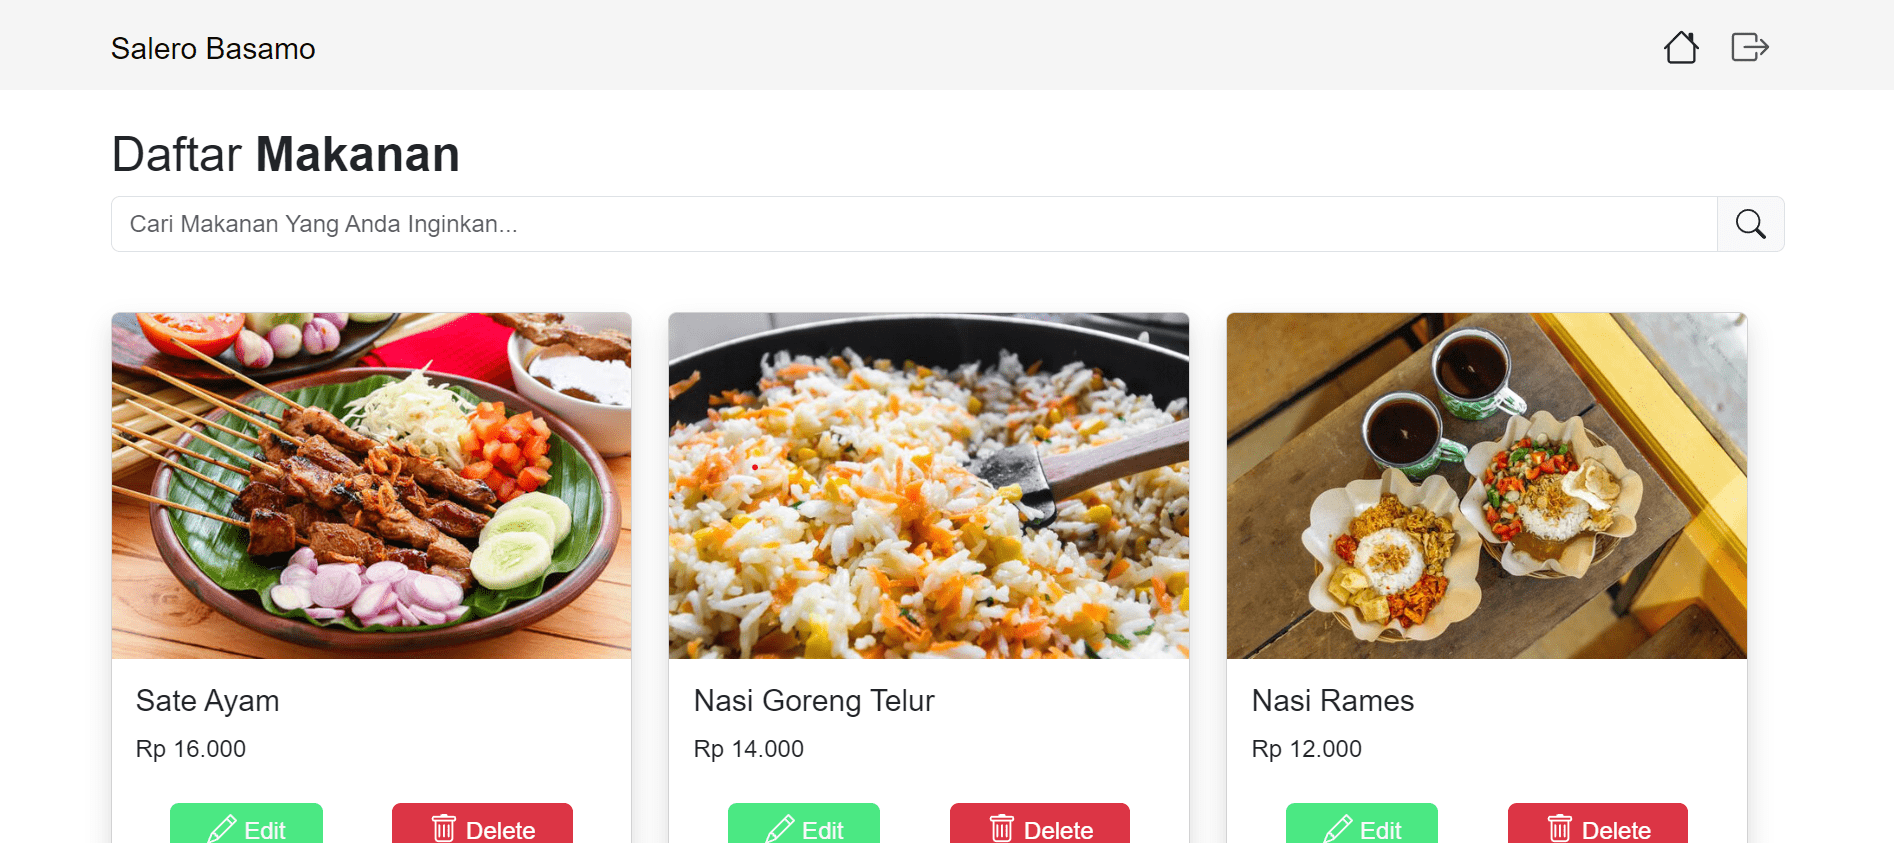 Salero Basamo
Daftar Makanan
Cari Makanan Yang Anda Inginkan...
Sate Ayam
Rp 16.000
Edit
Delete
Nasi Goreng Telur
Rp 14.000
Edit
Delete
Nasi Rames
Rp 12.000
Edit
Delete